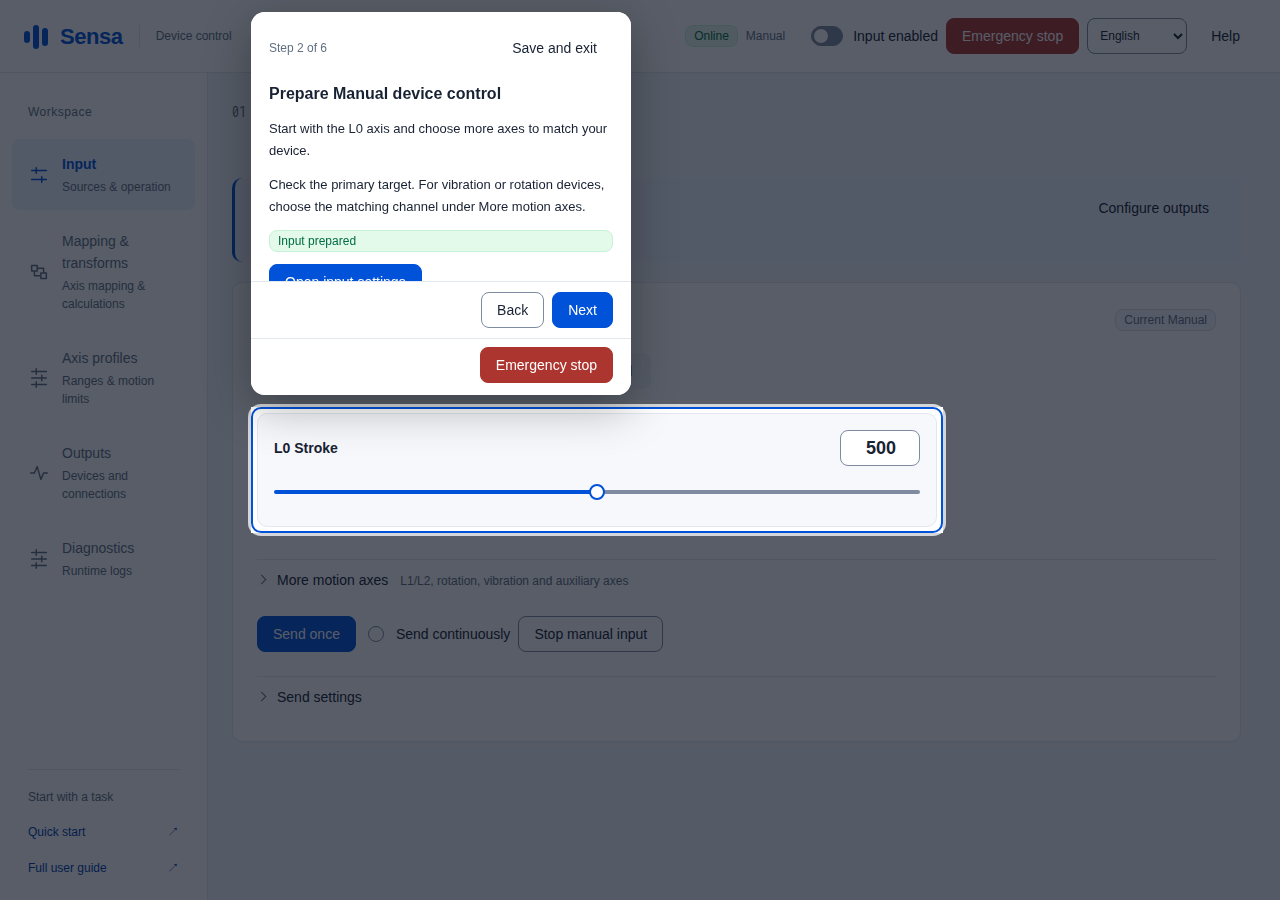 Sensa
Device control
Online
Manual
Input enabled
Emergency stop
English
Help
Workspace
Input
Sources & operation
Mapping &
transforms
Axis mapping &
calculations
Axis profiles
Ranges & motion
limits
Outputs
Devices and
connections
Diagnostics
Runtime logs
Start with a task
Quick start
Full user guide
01
Step 2 of 6
Save and exit
Prepare Manual device control
Start with the L0 axis and choose more axes to match your
device.
Check the primary target. For vibration or rotation devices,
choose the matching channel under More motion axes.
Input prepared
Open input settings
Back
Next
Emergency stop
Configure outputs
Current Manual
L0 Stroke
500
More motion axes
L1/L2, rotation, vibration and auxiliary axes
Send once
Send continuously
Stop manual input
Send settings